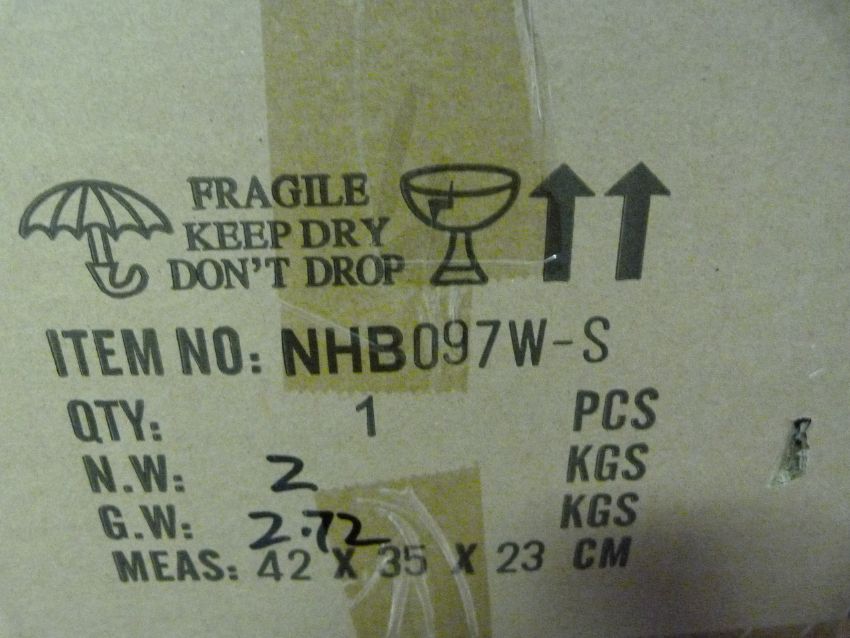 FRAGILE
KEEP DRY
DON'T DROP
ITEM NO: NHB097W-S
QTY: 1 PCS
N.W: 2 KGS
G.W: 2.72 KGS
MEAS: 42 X 35 X 23 CM